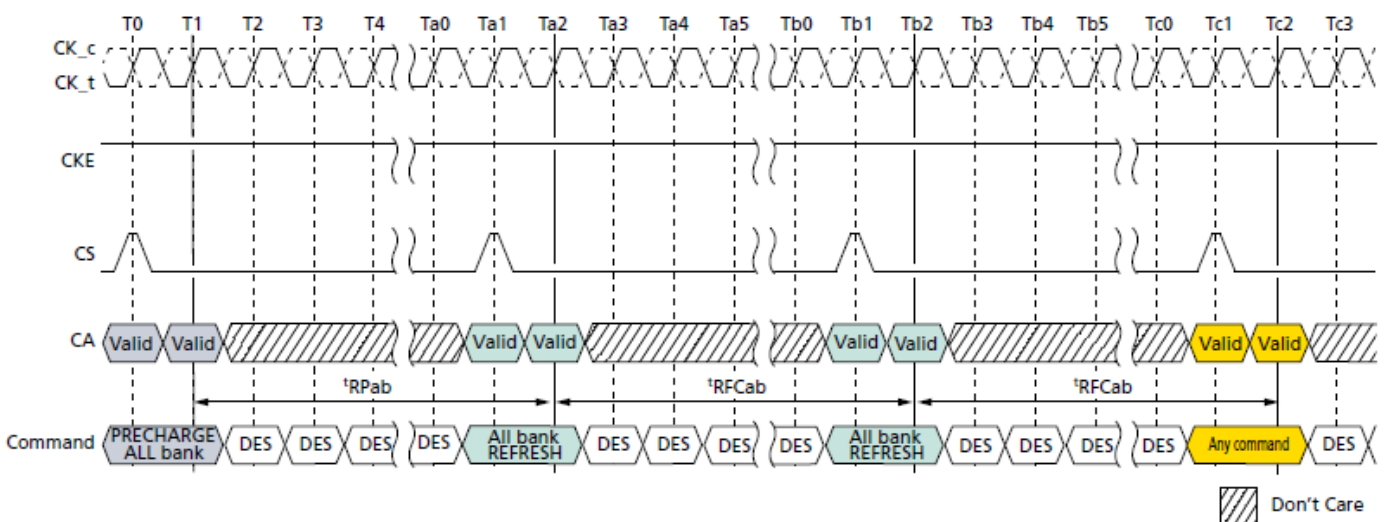 T0 T1 T2 T3 T4 Ta0 Ta1 Ta2 Ta3 Ta4 Ta5 Tb0 Tb1 Tb2 Tb3 Tb4 Tb5 Tc0 Tc1 Tc2 Tc3
CK_c
CK_t
CKE
CS
CA Valid Valid Valid Valid Valid Valid Valid Valid
tRPab tRFCab tRFCab
Command PRECHARGE ALL bank DES DES DES DES All bank REFRESH DES DES DES DES All bank REFRESH DES DES DES DES Any command DES
Don't Care